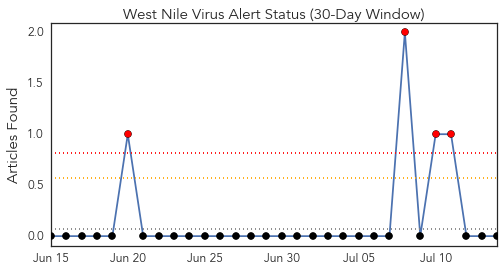 West Nile Virus Alert Status (30-Day Window)
Articles Found
2.0
1.5
1.0
0.5
0.0
Jun 15 Jun 20 Jun 25 Jun 30 Jul 05 Jul 10